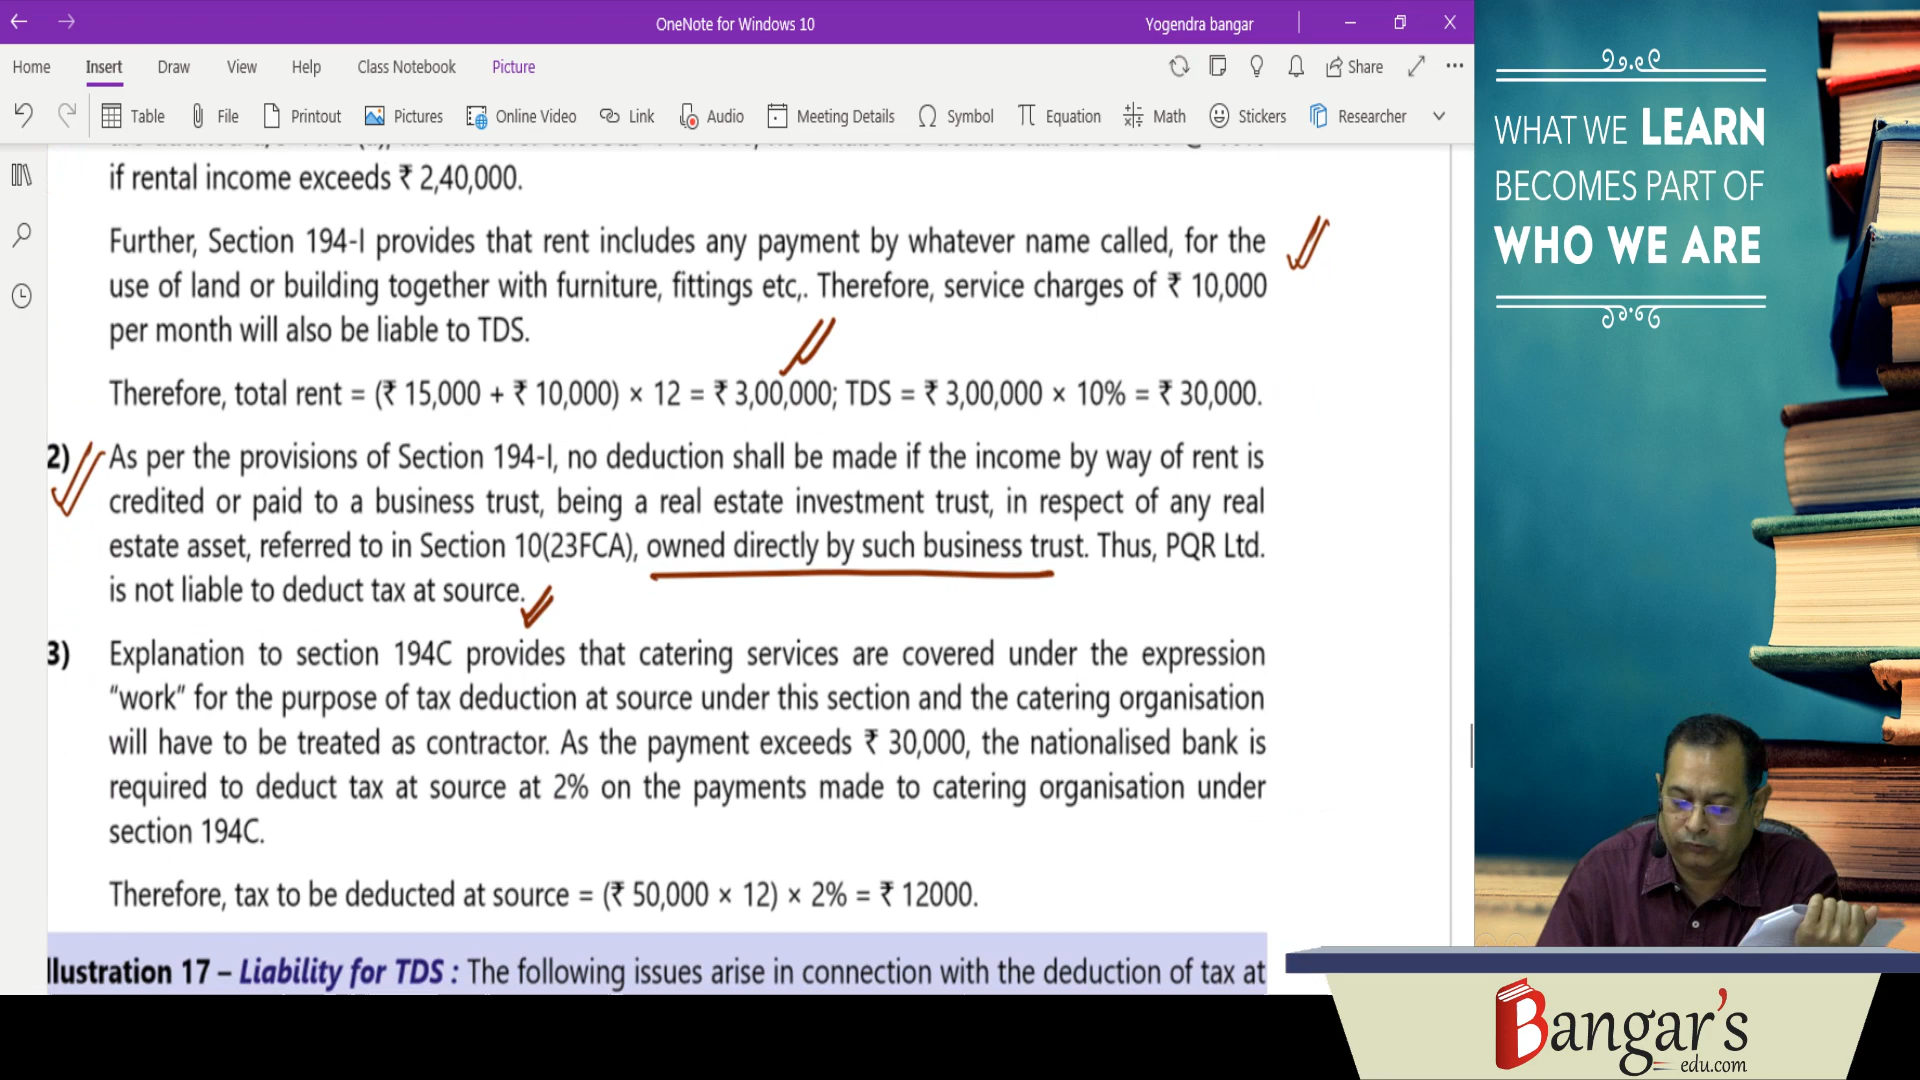 OneNote for Windows 10
Yogendra bangar
Home Insert Draw View Help Class Notebook Picture
Share
Table File Printout Pictures Online Video Link Audio Meeting Details Symbol Equation Math Stickers Researcher
if rental income exceeds ₹ 2,40,000.
Further, Section 194-I provides that rent includes any payment by whatever name called, for the
use of land or building together with furniture, fittings etc,. Therefore, service charges of ₹ 10,000
per month will also be liable to TDS.
Therefore, total rent = (₹ 15,000 + ₹ 10,000) × 12 = ₹ 3,00,000; TDS = ₹ 3,00,000 × 10% = ₹ 30,000.
2) As per the provisions of Section 194-I, no deduction shall be made if the income by way of rent is
credited or paid to a business trust, being a real estate investment trust, in respect of any real
estate asset, referred to in Section 10(23FCA), owned directly by such business trust. Thus, PQR Ltd.
is not liable to deduct tax at source.
3) Explanation to section 194C provides that catering services are covered under the expression
“work” for the purpose of tax deduction at source under this section and the catering organisation
will have to be treated as contractor. As the payment exceeds ₹ 30,000, the nationalised bank is
required to deduct tax at source at 2% on the payments made to catering organisation under
section 194C.
Therefore, tax to be deducted at source = (₹ 50,000 × 12) × 2% = ₹ 12000.
llustration 17 – Liability for TDS : The following issues arise in connection with the deduction of tax at
WHAT WE LEARN
BECOMES PART OF
WHO WE ARE
Bangar's
edu.com